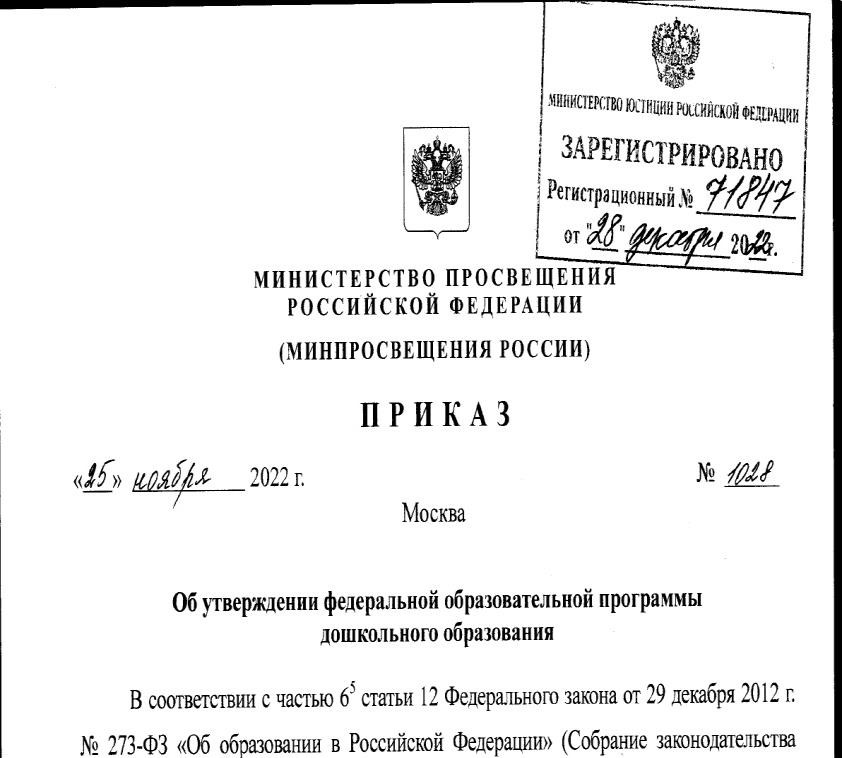 МИНИСТЕРСТВО ЮСТИЦИИ РОССИЙСКОЙ ФЕДЕРАЦИИ
ЗАРЕГИСТРИРОВАНО
Регистрационный № 71847
от "28" декабря 2022г.
МИНИСТЕРСТВО ПРОСВЕЩЕНИЯ
РОССИЙСКОЙ ФЕДЕРАЦИИ
(МИНПРОСВЕЩЕНИЯ РОССИИ)
ПРИКАЗ
«25» ноября 2022 г.
№ 1028
Москва
Об утверждении федеральной образовательной программы
дошкольного образования
В соответствии с частью 6⁵ статьи 12 Федерального закона от 29 декабря 2012 г.
№ 273-ФЗ «Об образовании в Российской Федерации» (Собрание законодательства